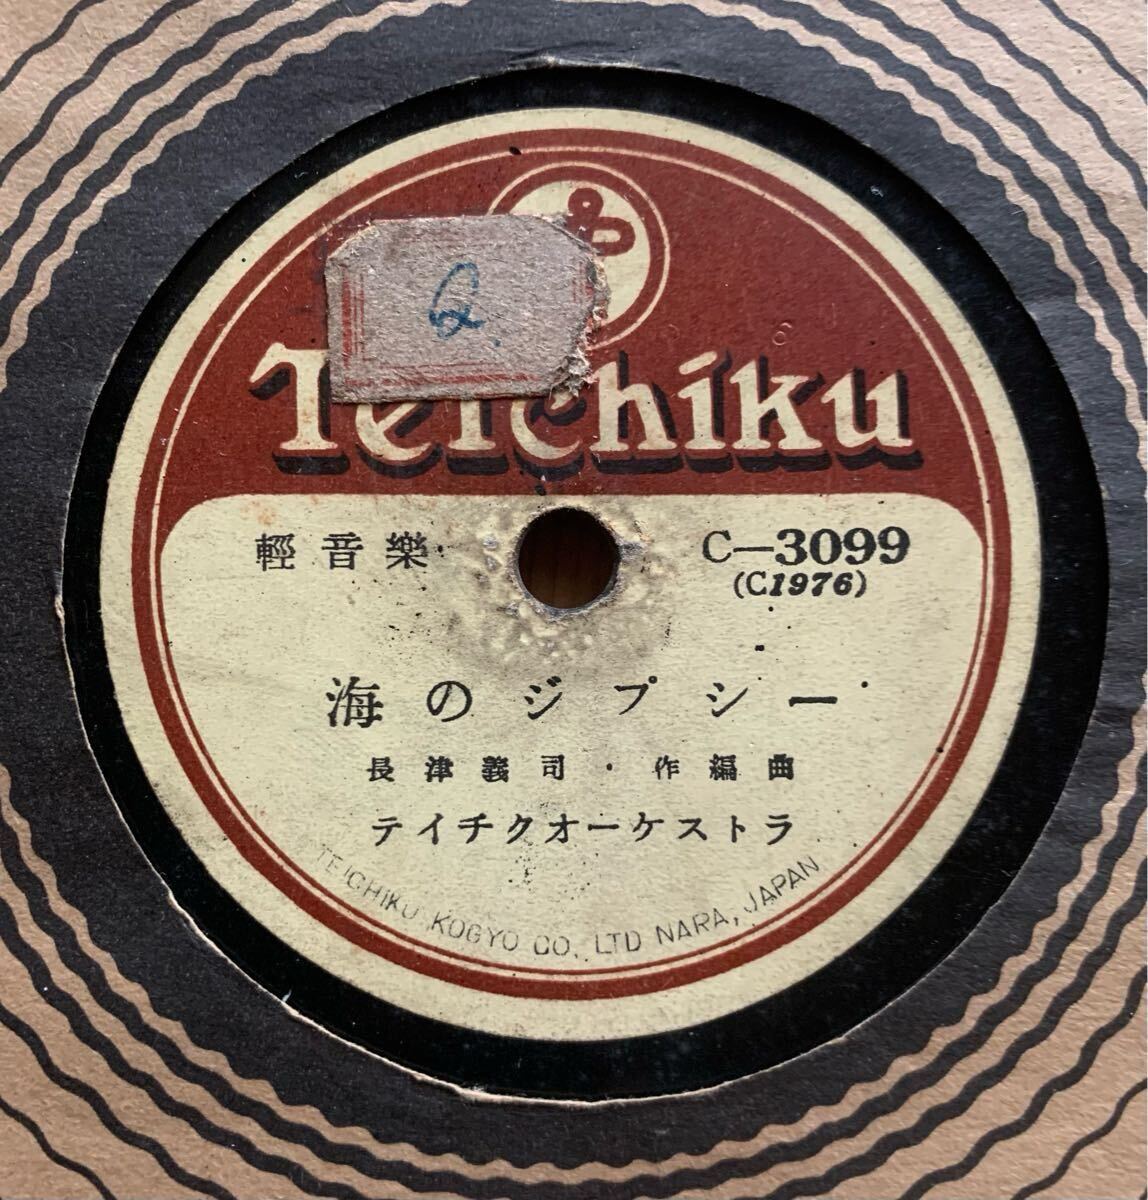 Q.
Teichiku
6
輕音樂
C-3099
(C1976)
海のジプシー
長津義司・作編曲
テイチクオーケストラ
TEICHIKU KOGYO CO., LTD NARA, JAPAN